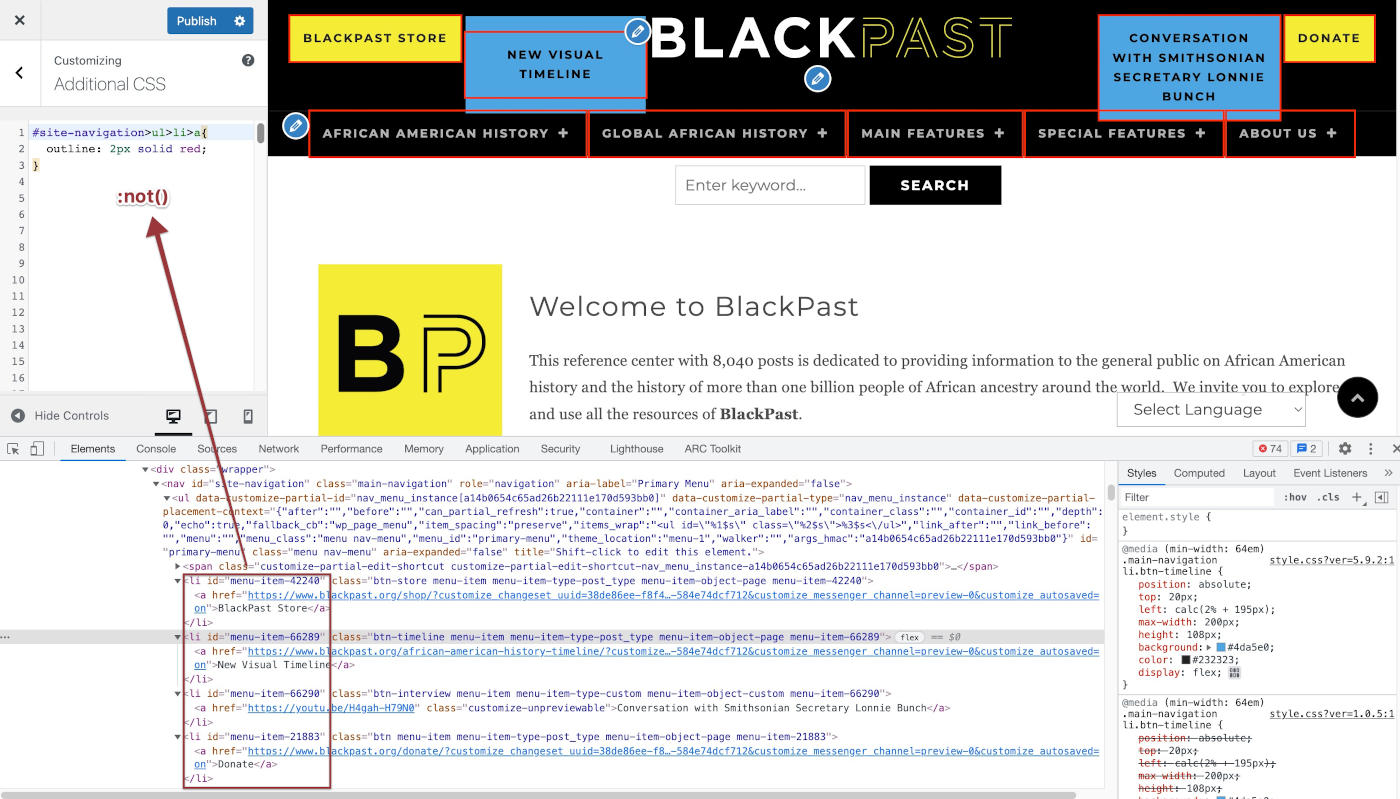 Publish
Customizing
Additional CSS
1 #site-navigation>ul>li>a{
2 outline: 2px solid red;
3 }
4
5
6
7
8
9
10
11
12
13
14
15
16
:not()
Hide Controls
BLACKPAST STORE
NEW VISUAL
TIMELINE
BLACKPAST
CONVERSATION
WITH SMITHSONIAN
SECRETARY LONNIE
BUNCH
DONATE
AFRICAN AMERICAN HISTORY + GLOBAL AFRICAN HISTORY + MAIN FEATURES + SPECIAL FEATURES + ABOUT US +
Enter keyword... SEARCH
BP
Welcome to BlackPast
This reference center with 8,040 posts is dedicated to providing information to the general public on African American
history and the history of more than one billion people of African ancestry around the world. We invite you to explore
and use all the resources of BlackPast.
Select Language
Elements Console Sources Network Performance Memory Application Security Lighthouse ARC Toolkit 74 2
<div class="wrapper">
<nav id="site-navigation" class="main-navigation" role="navigation" aria-label="Primary Menu" aria-expanded="false">
<ul data-customize-partial-id="nav_menu_instance[a14b0654c65ad26b22111e170d593bb0]" data-customize-partial-type="nav_menu_instance" data-customize-partial-
placement-context="{"after":"","before":"","can_partial_refresh":true,"container":"","container_aria_label":"","container_class":"","container_id":"","depth":
0,"echo":true,"fallback_cb":"wp_page_menu","item_spacing":"preserve","items_wrap":"<ul id=\"%1$s\" class=\"%2$s\">%3$s<\/ul>","link_after":"","link_before":
"","menu":"","menu_class":"menu nav-menu","menu_id":"primary-menu","theme_location":"menu-1","walker":"","args_hmac":"a14b0654c65ad26b22111e170d593bb0"}" id=
"primary-menu" class="menu nav-menu" aria-expanded="false" title="Shift-click to edit this element.">
<span class="customize-partial-edit-shortcut customize-partial-edit-shortcut-nav_menu_instance-a14b0654c65ad26b22111e170d593bb0">…</span>
<li id="menu-item-42240" class="btn-store menu-item menu-item-type-post_type menu-item-object-page menu-item-42240">
<a href="https://www.blackpast.org/shop/?customize_changeset_uuid=38de86ee-f8f4…-584e74dcf712&customize_messenger_channel=preview-0&customize_autosaved=
on">BlackPast Store</a>
</li>
<li id="menu-item-66289" class="btn-timeline menu-item menu-item-type-post_type menu-item-object-page menu-item-66289"> flex == $0
<a href="https://www.blackpast.org/african-american-history-timeline/?customize…-584e74dcf712&customize_messenger_channel=preview-0&customize_autosaved=
on">New Visual Timeline</a>
</li>
<li id="menu-item-66290" class="btn-interview menu-item menu-item-type-custom menu-item-object-custom menu-item-66290">
<a href="https://youtu.be/H4gah-H79N0" class="customize-unpreviewable">Conversation with Smithsonian Secretary Lonnie Bunch</a>
</li>
<li id="menu-item-21883" class="btn menu-item menu-item-type-post_type menu-item-object-page menu-item-21883">
<a href="https://www.blackpast.org/donate/?customize_changeset_uuid=38de86ee-f8…-584e74dcf712&customize_messenger_channel=preview-0&customize_autosaved=
on">Donate</a>
</li>
Styles Computed Layout Event Listeners »
Filter :hov .cls +
element.style {
}
@media (min-width: 64em)
.main-navigation style.css?ver=5.9.2:1
li.btn-timeline {
position: absolute;
top: 20px;
left: calc(2% + 195px);
max-width: 200px;
height: 108px;
background: #4da5e0;
color: #232323;
display: flex;
}
@media (min-width: 64em)
.main-navigation style.css?ver=1.0.5:1
li.btn-timeline {
position: absolute;
top: 20px;
left: calc(2% + 195px);
max-width: 200px;
height: 108px;